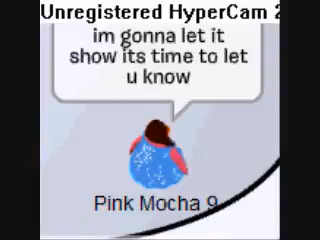 Unregistered HyperCam 2
im gonna let it
show its time to let
u know
Pink Mocha 9